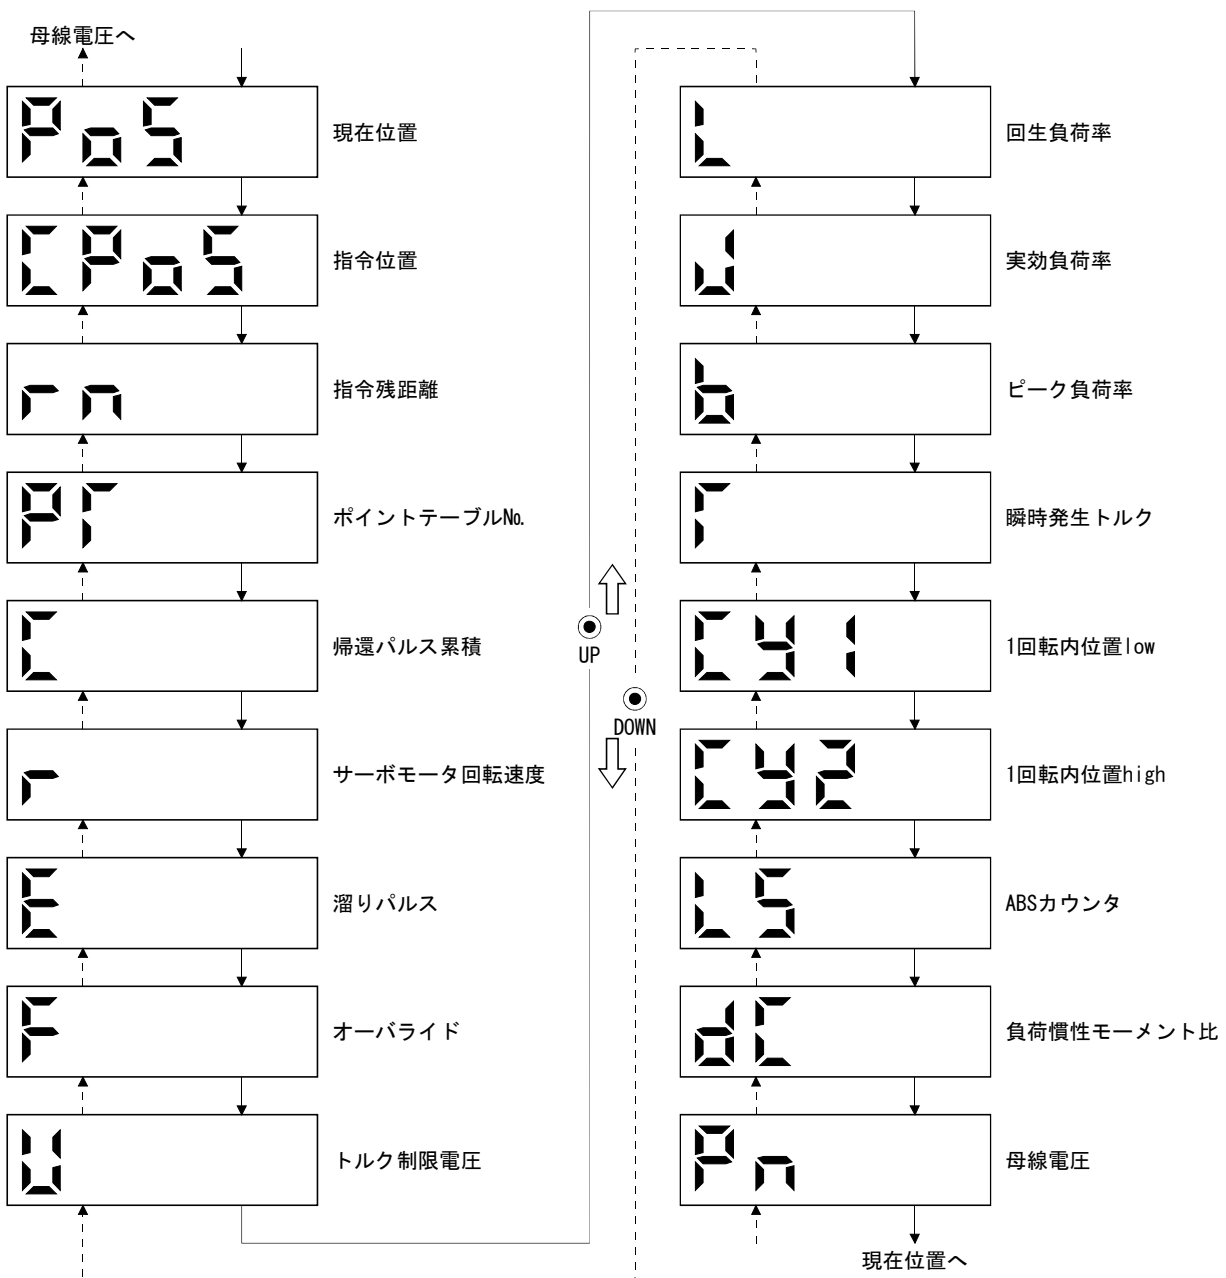 母線電圧へ
PoS
現在位置
CPoS
指令位置
rn
指令残距離
PT
ポイントテーブル№.
C
帰還パルス累積
r
サーボモータ回転速度
E
溜りパルス
F
オーバライド
U
トルク制限電圧
UP
DOWN
L
回生負荷率
J
実効負荷率
b
ピーク負荷率
T
瞬時発生トルク
Cy1
1回転内位置low
Cy2
1回転内位置high
LS
ABSカウンタ
dC
負荷慣性モーメント比
Pn
母線電圧
現在位置へ